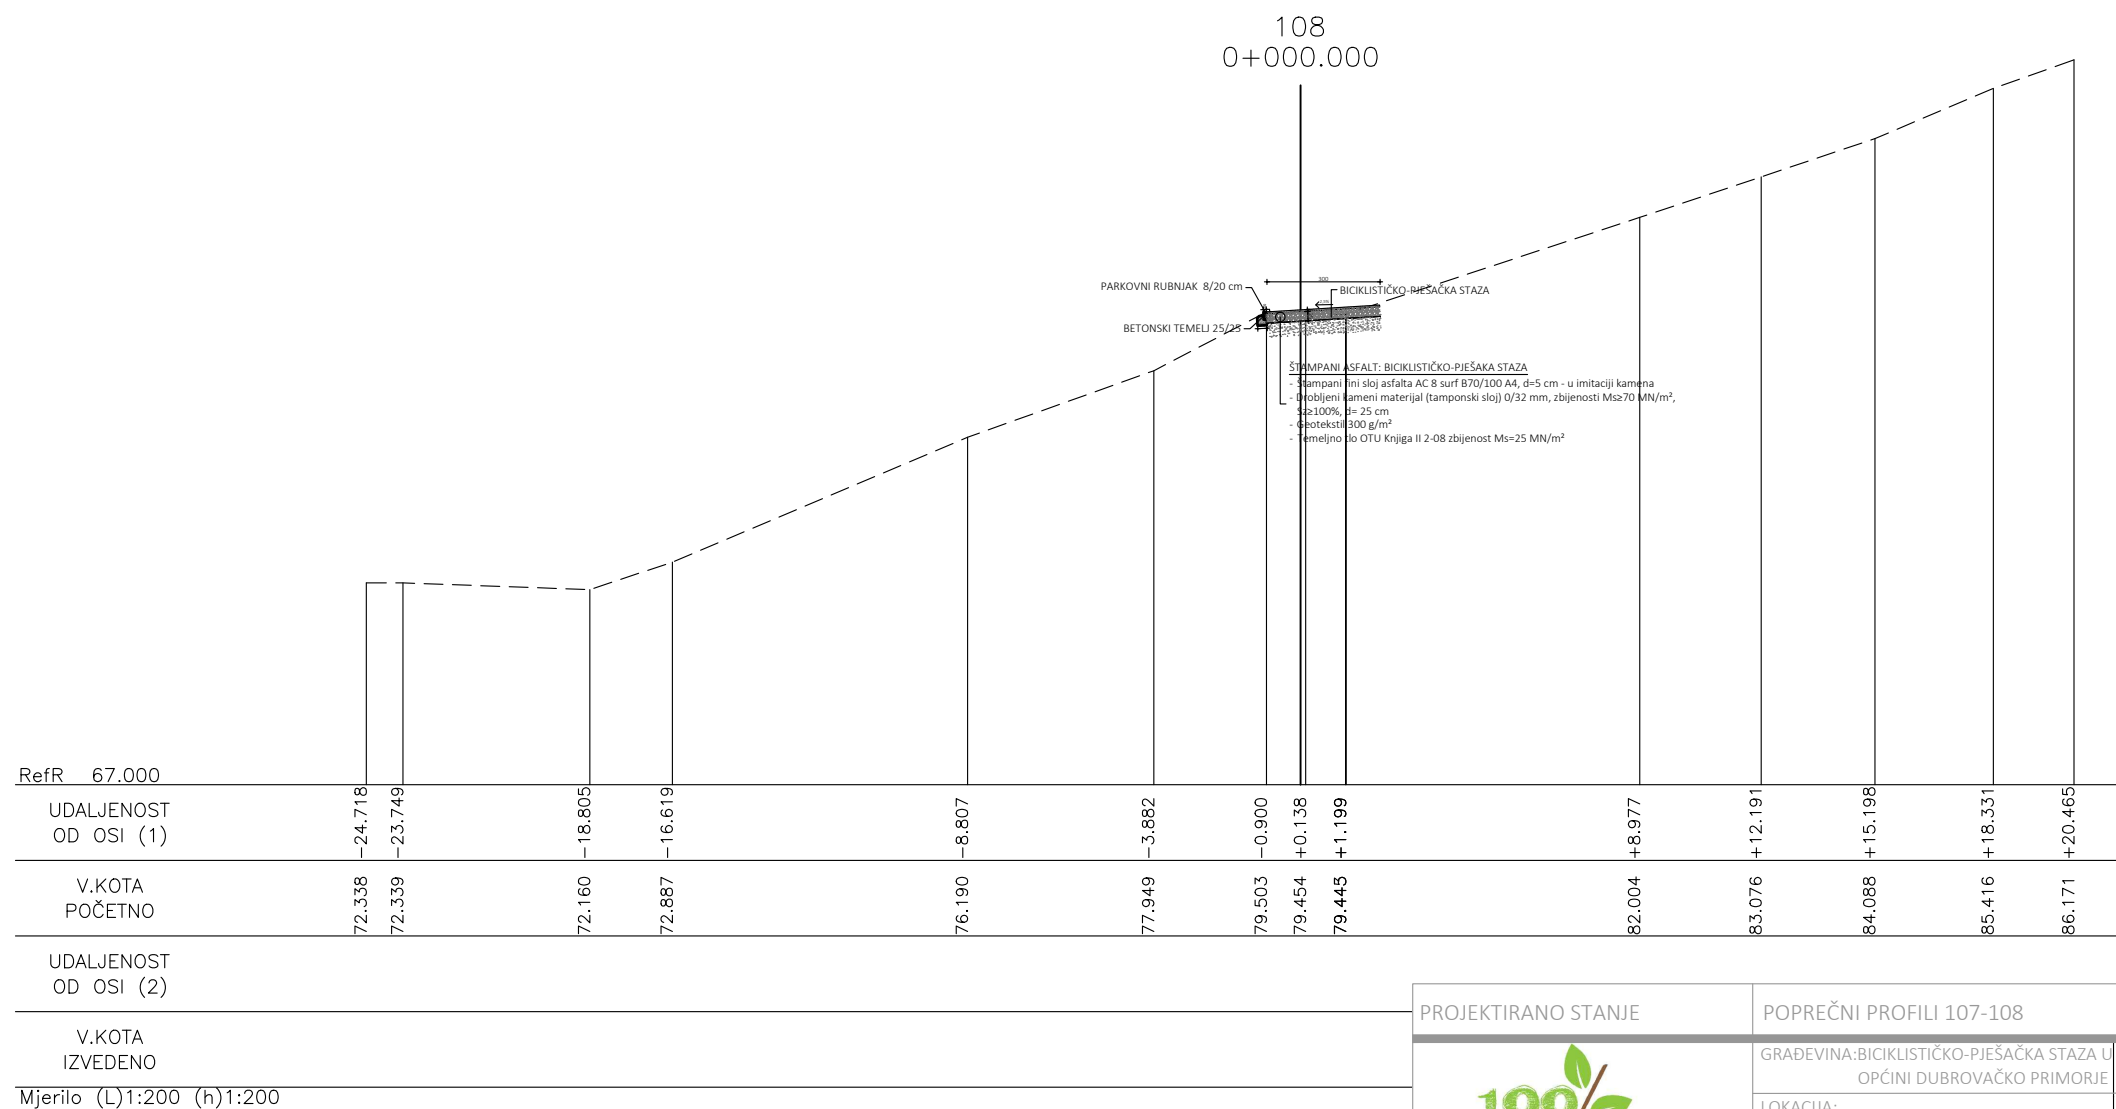 108
0+000.000
300
PARKOVNI RUBNJAK 8/20 cm
BICIKLISTIČKO-PJEŠAČKA STAZA
BETONSKI TEMELJ 25/25
ŠTAMPANI ASFALT: BICIKLISTIČKO-PJEŠAKA STAZA
- Štampani fini sloj asfalta AC 8 surf B70/100 A4, d=5 cm - u imitaciji kamena
- Drobljeni kameni materijal (tamponski sloj) 0/32 mm, zbijenosti Ms≥70 MN/m²,
Sz≥100%, d= 25 cm
- Geotekstil 300 g/m²
- Temeljno tlo OTU Knjiga II 2-08 zbijenost Ms=25 MN/m²
RefR 67.000
UDALJENOST
OD OSI (1)
-24.718
-23.749
-18.805
-16.619
-8.807
-3.882
-0.900
+0.138
+1.199
+8.977
+12.191
+15.198
+18.331
+20.465
V.KOTA
POČETNO
72.338
72.339
72.160
72.887
76.190
77.949
79.503
79.454
82.004
83.076
84.088
85.416
86.171
UDALJENOST
OD OSI (2)
V.KOTA
IZVEDENO
Mjerilo (L)1:200 (h)1:200
PROJEKTIRANO STANJE
POPREČNI PROFILI 107-108
GRAĐEVINA:BICIKLISTIČKO-PJEŠAČKA STAZA U
OPĆINI DUBROVAČKO PRIMORJE
LOKACIJA: